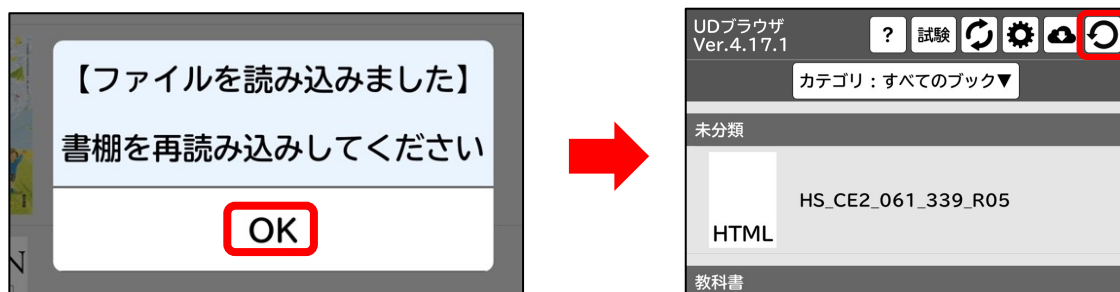 【ファイルを読み込みました】
書棚を再読み込みしてください
OK
N
UDブラウザ
Ver.4.17.1
?
試験
カテゴリ：すべてのブック▼
未分類
HTML
HS_CE2_061_339_R05
教科書